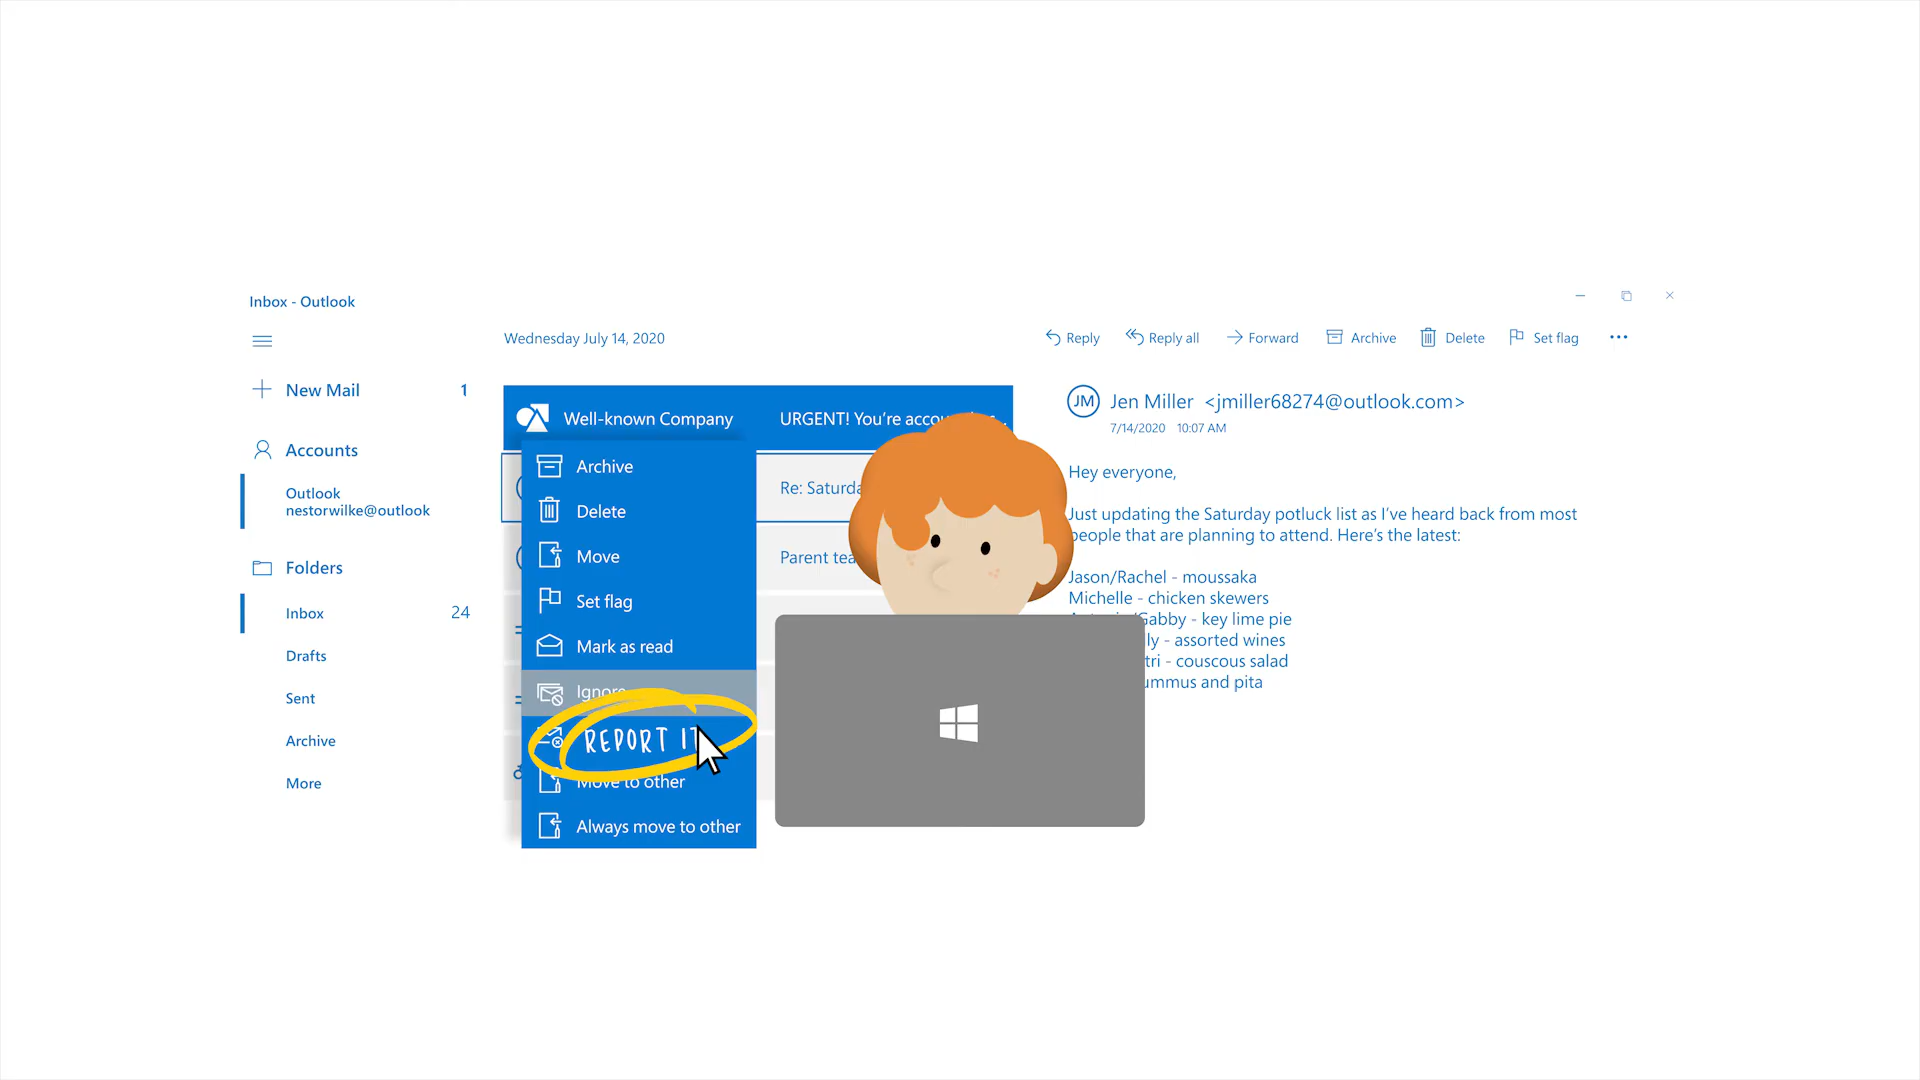 Inbox - Outlook
Wednesday July 14, 2020
Reply Reply all Forward Archive Delete Set flag
New Mail 1
Accounts
Outlook
nestorwilke@outlook
Folders
Inbox 24
Drafts
Sent
Archive
More
Well-known Company URGENT! You're
Archive
Delete
Move
Set flag
Mark as read
Ignore
REPORT IT
Move to other
Always move to other
Re:
Parent
JM Jen Miller <jmiller68274@outlook.com>
7/14/2020 10:07 AM
Hey everyone,
Just updating the Saturday potluck list as I've heard back from most
people that are planning to attend. Here's the latest:
Jason/Rachel - moussaka
Michelle - chicken skewers
Gabby - key lime pie
- assorted wines
- couscous salad
and pita